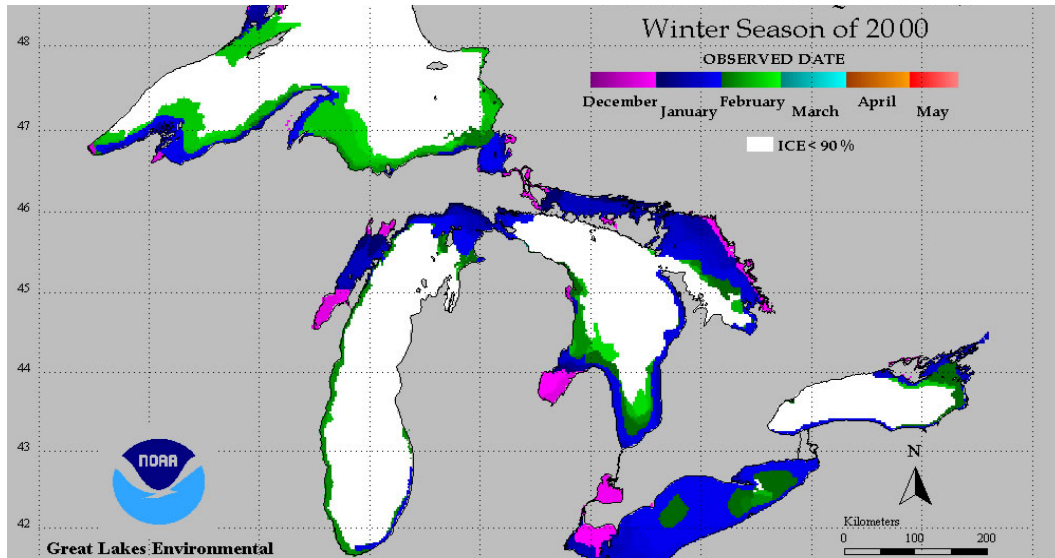 Winter Season of 2000
OBSERVED DATE
December
January
February
March
April
May
ICE < 90 %
48
47
46
45
44
43
42
N
NOAA
Kilometers
0 100 200
Great Lakes Environmental